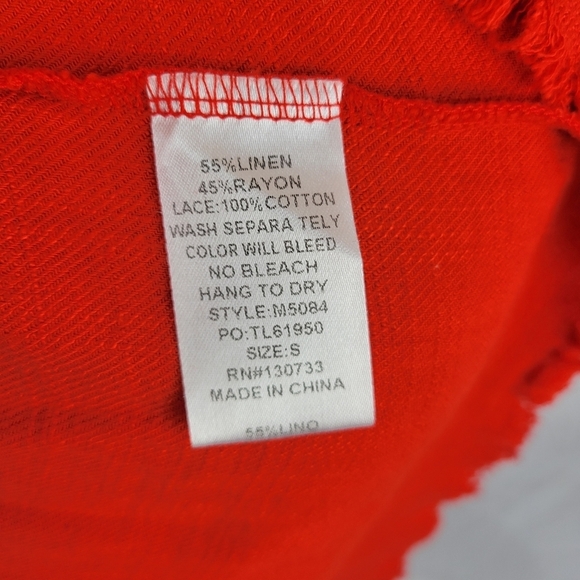 55%LINEN
45%RAYON
LACE:100%COTTON
WASH SEPARA TELY
COLOR WILL BLEED
NO BLEACH
HANG TO DRY
STYLE:M5084
PO:TL61950
SIZE:S
RN#130733
MADE IN CHINA
55%LINO